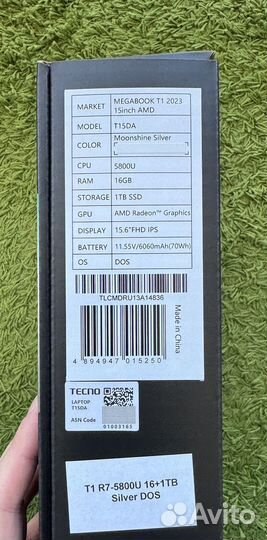 MARKET MEGABOOK T1 2023
15inch AMD
MODEL T15DA
COLOR Moonshine Silver
CPU 5800U
RAM 16GB
STORAGE 1TB SSD
GPU AMD Radeon™ Graphics
DISPLAY 15.6"FHD IPS
BATTERY 11.55V/6060mAh(70Wh)
OS DOS
TLCMDRU13A14836
Made in China
4 894947 015250
TECNO
LAPTOP
T15DA
ASN Code
01003165
T1 R7-5800U 16+1TB
Silver DOS
Avito